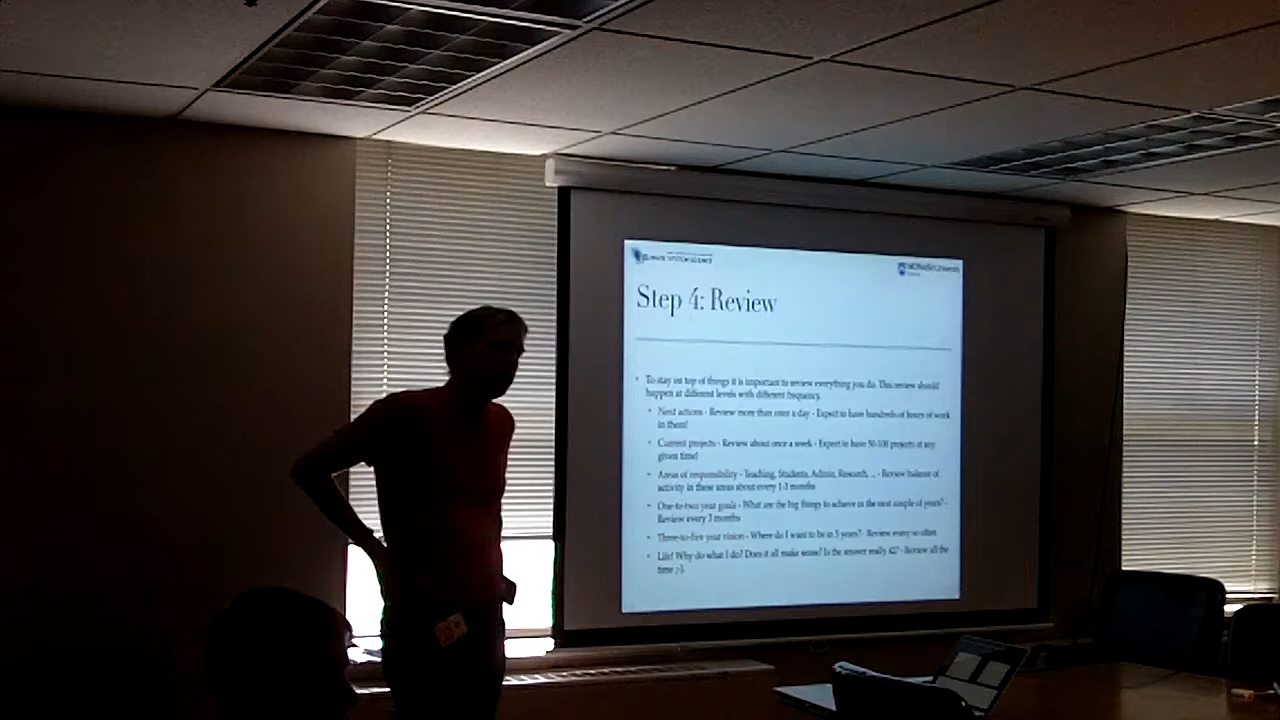 CLIMATE SYSTEM SCIENCE
MONASH University
Step 4: Review
To stay on top of things it is important to review everything you do. This review should
happen at different levels with different frequency.
Next actions - Review more than once a day - Expect to have hundreds of hours of work
in them!
Current projects - Review about once a week - Expect to have 50-100 projects at any
given time!
Areas of responsibility - Teaching, Students, Admin, Research, ... - Review balance of
activity in these areas about every 1-3 months
One-to-two year goals - What are the big things to achieve in the next couple of years? -
Review every 3 months
Three-to-five year vision - Where do I want to be in 5 years? - Review every so often
Life! Why do what I do? Does it all make sense? Is the answer really 42? - Review all the
time ;-)